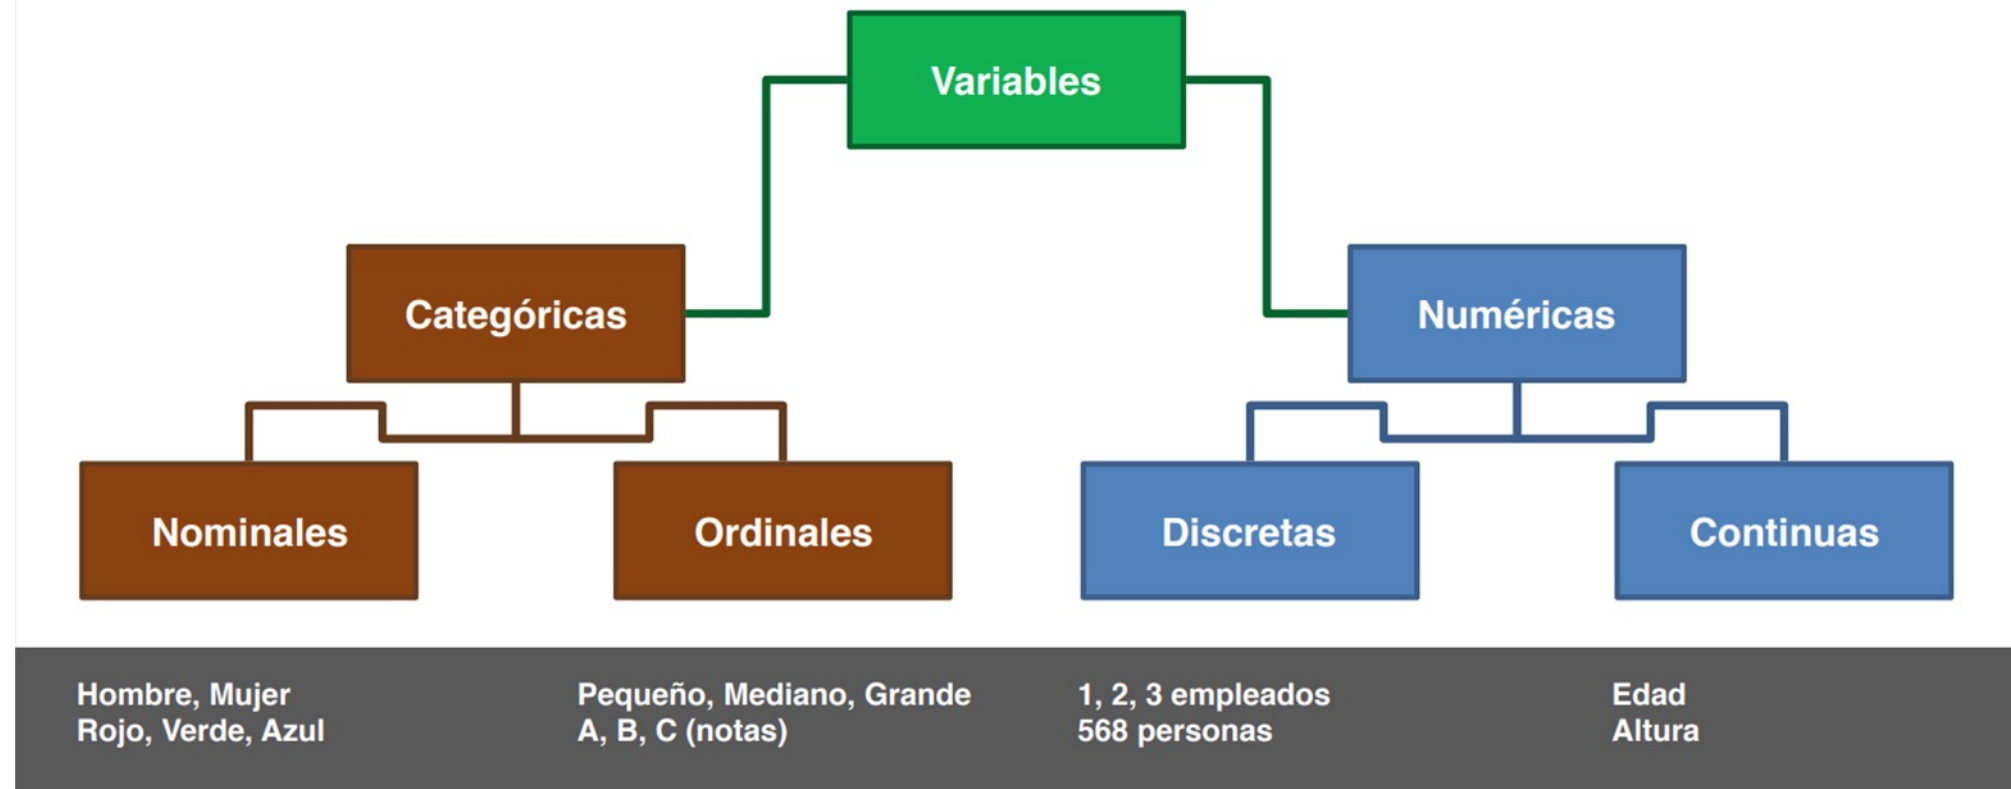 Variables
Categóricas
Numéricas
Nominales
Ordinales
Discretas
Continuas
Hombre, Mujer
Rojo, Verde, Azul
Pequeño, Mediano, Grande
A, B, C (notas)
1, 2, 3 empleados
568 personas
Edad
Altura